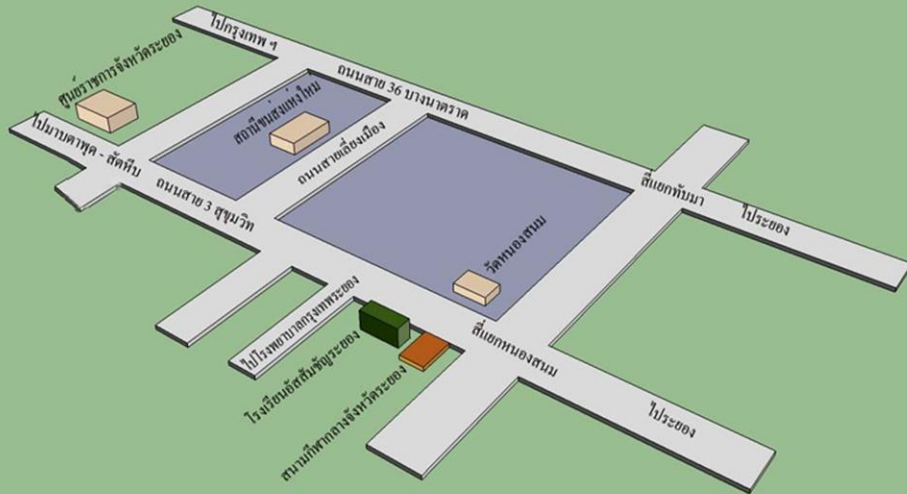 ไปกรุงเทพ ฯ
ศูนย์ราชการจังหวัดระยอง
ถนนสาย 36 บางนาตราด
สถานีขนส่งแห่งใหม่
ถนนสายเลี่ยงเมือง
ไปมาบตาพุด - สัตหีบ
ถนนสาย 3 สุขุมวิท
สี่แยกทับมา
ไประยอง
วัดหนองสนม
ไปโรงพยาบาลกรุงเทพระยอง
โรงเรียนอัสสัมชัญระยอง
สนามกีฬากลางจังหวัดระยอง
สี่แยกหนองสนม
ไประยอง